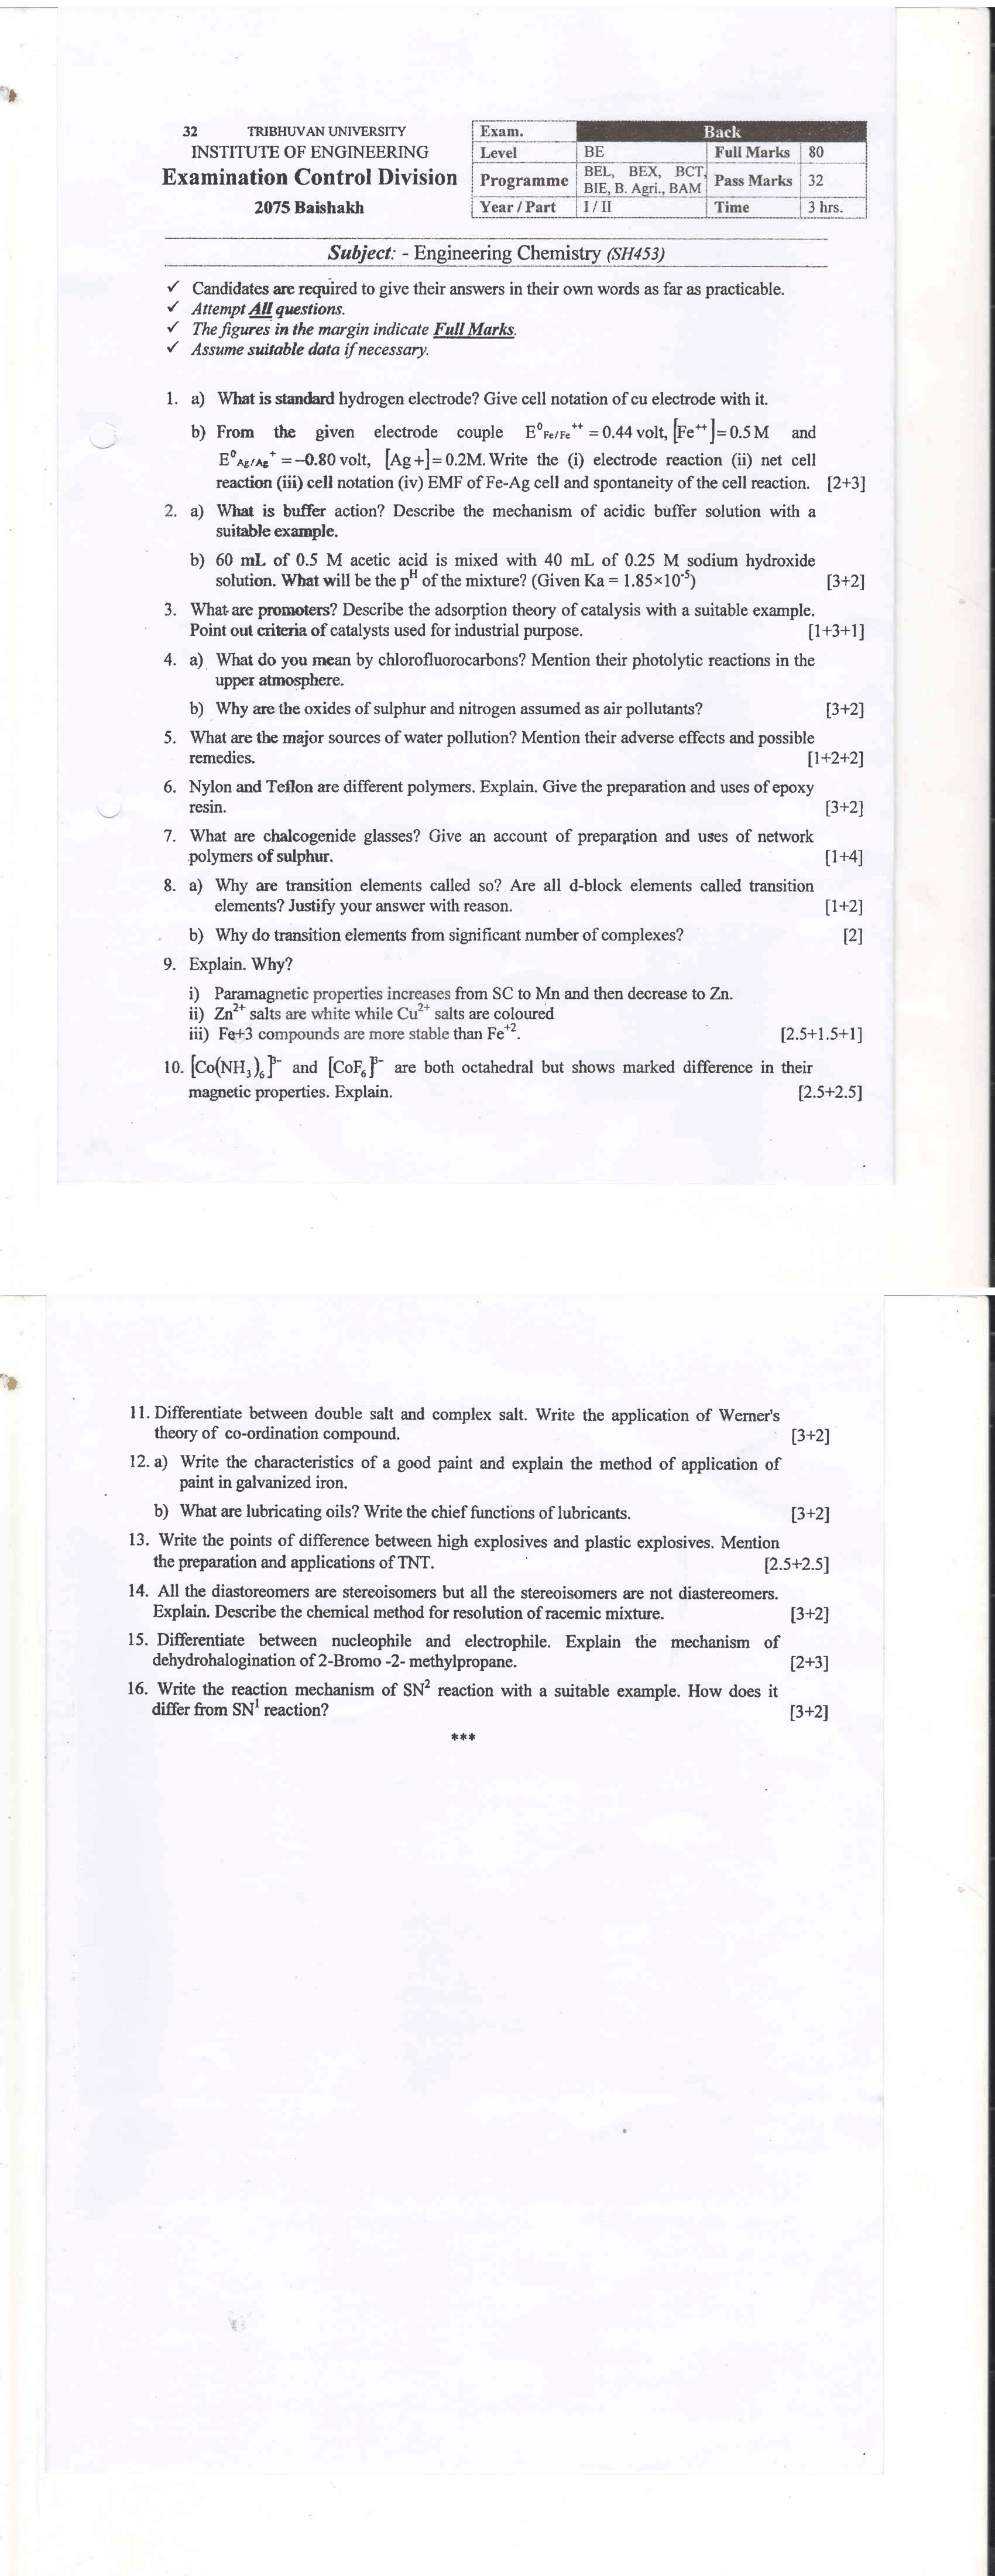 32 TRIBHUVAN UNIVERSITY
INSTITUTE OF ENGINEERING
Examination Control Division
2075 Baishakh
Exam. Back
Level BE Full Marks 80
Programme BEL, BEX, BCT, BIE, B. Agri., BAM Pass Marks 32
Year / Part I / II Time 3 hrs.
Subject: - Engineering Chemistry (SH453)
✓ Candidates are required to give their answers in their own words as far as practicable.
✓ Attempt All questions.
✓ The figures in the margin indicate Full Marks.
✓ Assume suitable data if necessary.
1. a) What is standard hydrogen electrode? Give cell notation of cu electrode with it.
b) From the given electrode couple E⁰Fe/Fe⁺⁺ = 0.44 volt, [Fe⁺⁺] = 0.5 M and
E⁰Ag/Ag⁺ = –0.80 volt, [Ag+] = 0.2M. Write the (i) electrode reaction (ii) net cell
reaction (iii) cell notation (iv) EMF of Fe-Ag cell and spontaneity of the cell reaction. [2+3]
2. a) What is buffer action? Describe the mechanism of acidic buffer solution with a
suitable example.
b) 60 mL of 0.5 M acetic acid is mixed with 40 mL of 0.25 M sodium hydroxide
solution. What will be the pᴴ of the mixture? (Given Ka = 1.85×10⁻⁵) [3+2]
3. What are promoters? Describe the adsorption theory of catalysis with a suitable example.
Point out criteria of catalysts used for industrial purpose. [1+3+1]
4. a) What do you mean by chlorofluorocarbons? Mention their photolytic reactions in the
upper atmosphere.
b) Why are the oxides of sulphur and nitrogen assumed as air pollutants? [3+2]
5. What are the major sources of water pollution? Mention their adverse effects and possible
remedies. [1+2+2]
6. Nylon and Teflon are different polymers. Explain. Give the preparation and uses of epoxy
resin. [3+2]
7. What are chalcogenide glasses? Give an account of preparation and uses of network
polymers of sulphur. [1+4]
8. a) Why are transition elements called so? Are all d-block elements called transition
elements? Justify your answer with reason. [1+2]
b) Why do transition elements from significant number of complexes? [2]
9. Explain. Why?
i) Paramagnetic properties increases from SC to Mn and then decrease to Zn.
ii) Zn²⁺ salts are white while Cu²⁺ salts are coloured
iii) Fe+3 compounds are more stable than Fe⁺². [2.5+1.5+1]
10. [Co(NH₃)₆]³⁻ and [CoF₆]³⁻ are both octahedral but shows marked difference in their
magnetic properties. Explain. [2.5+2.5]
11. Differentiate between double salt and complex salt. Write the application of Werner's
theory of co-ordination compound. [3+2]
12. a) Write the characteristics of a good paint and explain the method of application of
paint in galvanized iron.
b) What are lubricating oils? Write the chief functions of lubricants. [3+2]
13. Write the points of difference between high explosives and plastic explosives. Mention
the preparation and applications of TNT. [2.5+2.5]
14. All the diastoreomers are stereoisomers but all the stereoisomers are not diastereomers.
Explain. Describe the chemical method for resolution of racemic mixture. [3+2]
15. Differentiate between nucleophile and electrophile. Explain the mechanism of
dehydrohalogination of 2-Bromo -2- methylpropane. [2+3]
16. Write the reaction mechanism of SN² reaction with a suitable example. How does it
differ from SN¹ reaction? [3+2]
***